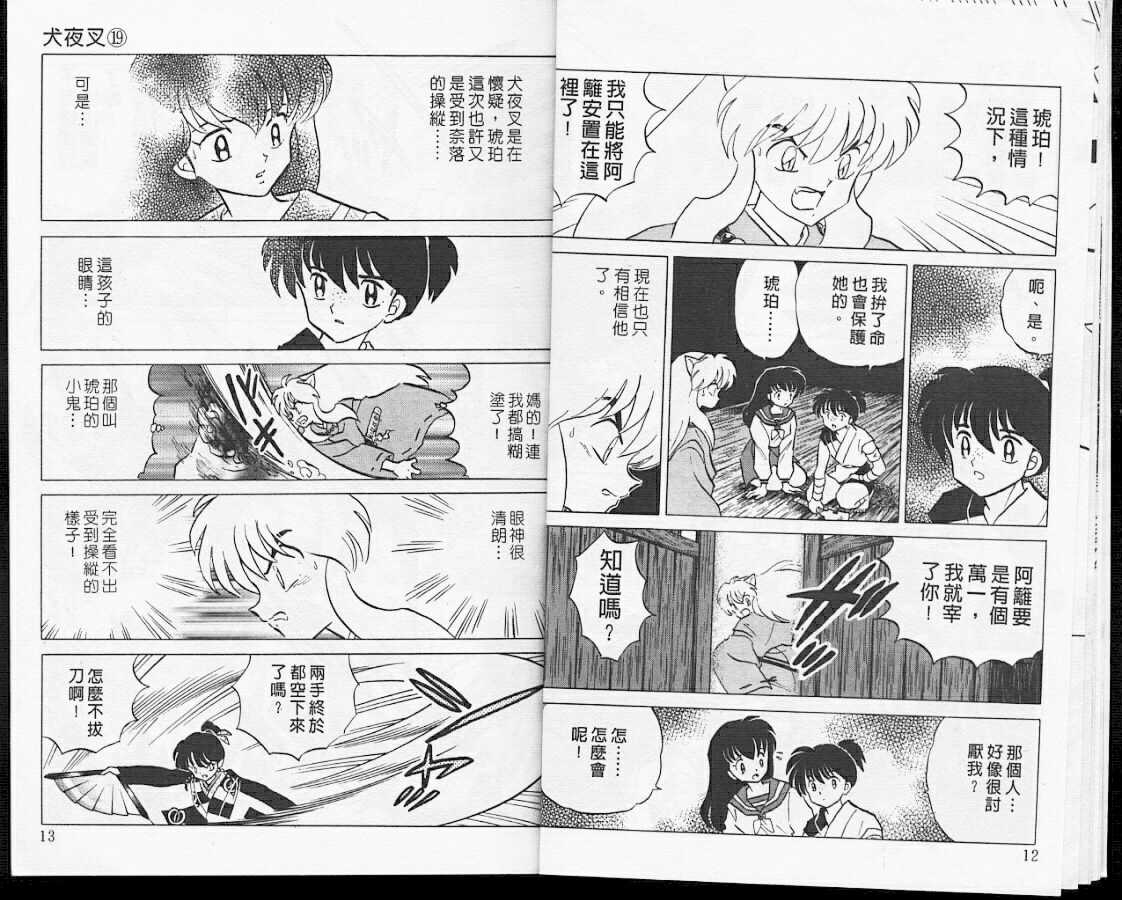 琥珀！
這種情
況下，
我只能將阿
籬安置在這
裡了！
呃、是。
我拚了命
也會保護
她的。
琥珀……
現在也只
有相信他
了。
阿籬要
是有個
萬一，
我就宰
了你！
知道嗎？
那個人…
好像很討
厭我？
怎……
怎麼會
呢！
12
犬夜叉⑲
犬夜叉是在
懷疑，琥珀
這次也許又
是受到奈落
的操縱……
可是…
這孩子的
眼睛…
媽的！連
我都搞糊
塗了！
那個叫
琥珀的
小鬼…
眼神很
清朗…
完全看不出
受到操縱的
樣子！
兩手終於
都空下來
了嗎？
怎麼不拔
刀啊！
13